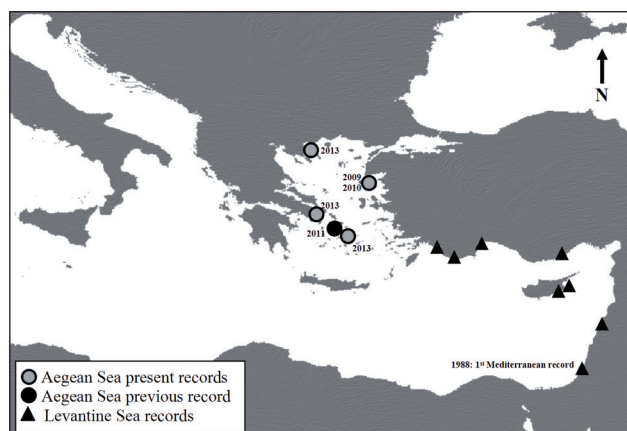 N
2013
2009
2010
2013
2011
2013
1988: 1st Mediterranean record
Aegean Sea present records
Aegean Sea previous record
Levantine Sea records